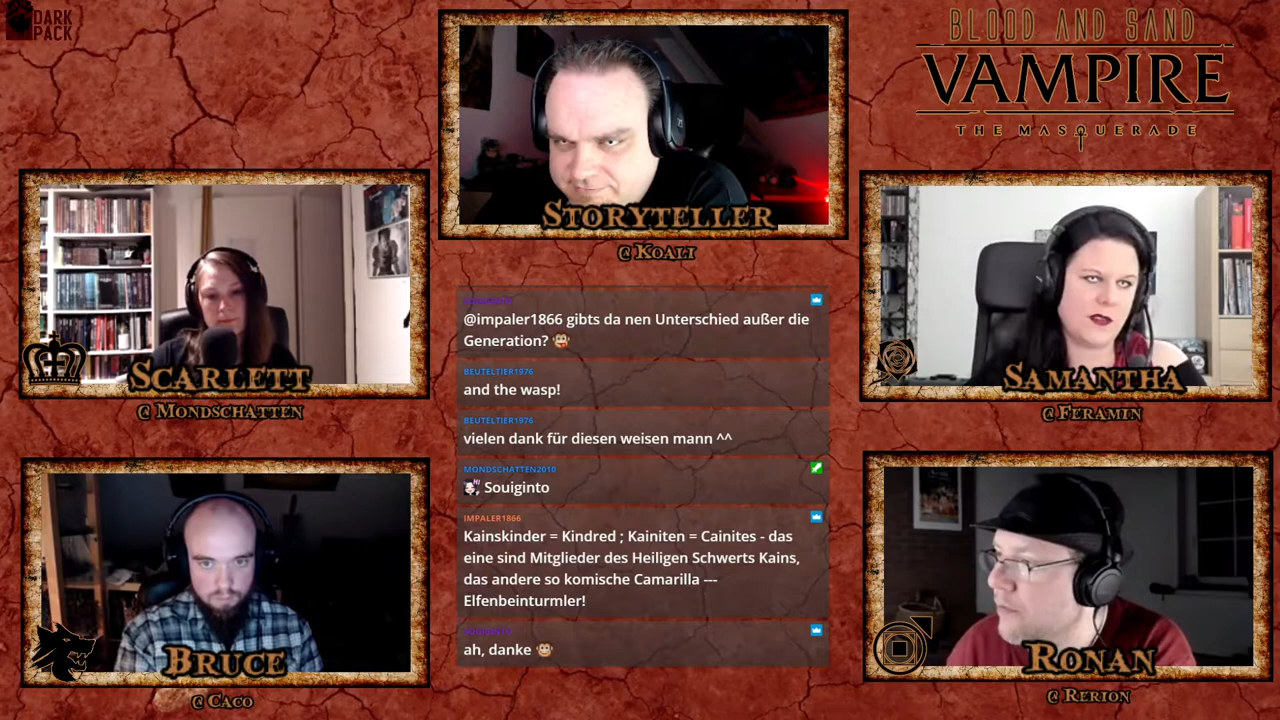 DARK
PACK
BLOOD AND SAND
VAMPIRE
THE MASQUERADE
STORYTELLER
@ KOALI
SCARLETT
@ MONDSCHATTEN
SAMANTHA
@ FERAMIN
@impaler1866 gibts da nen Unterschied außer die
Generation?
BEUTELTIER1976
and the wasp!
BEUTELTIER1976
vielen dank für diesen weisen mann ^^
MONDSCHATTEN2010
, Souiginto
IMPALER1866
Kainskinder = Kindred ; Kainiten = Cainites - das
eine sind Mitglieder des Heiligen Schwerts Kains,
das andere so komische Camarilla ---
Elfenbeinturmler!
ah, danke
BRUCE
@ CACO
RONAN
@ RERION